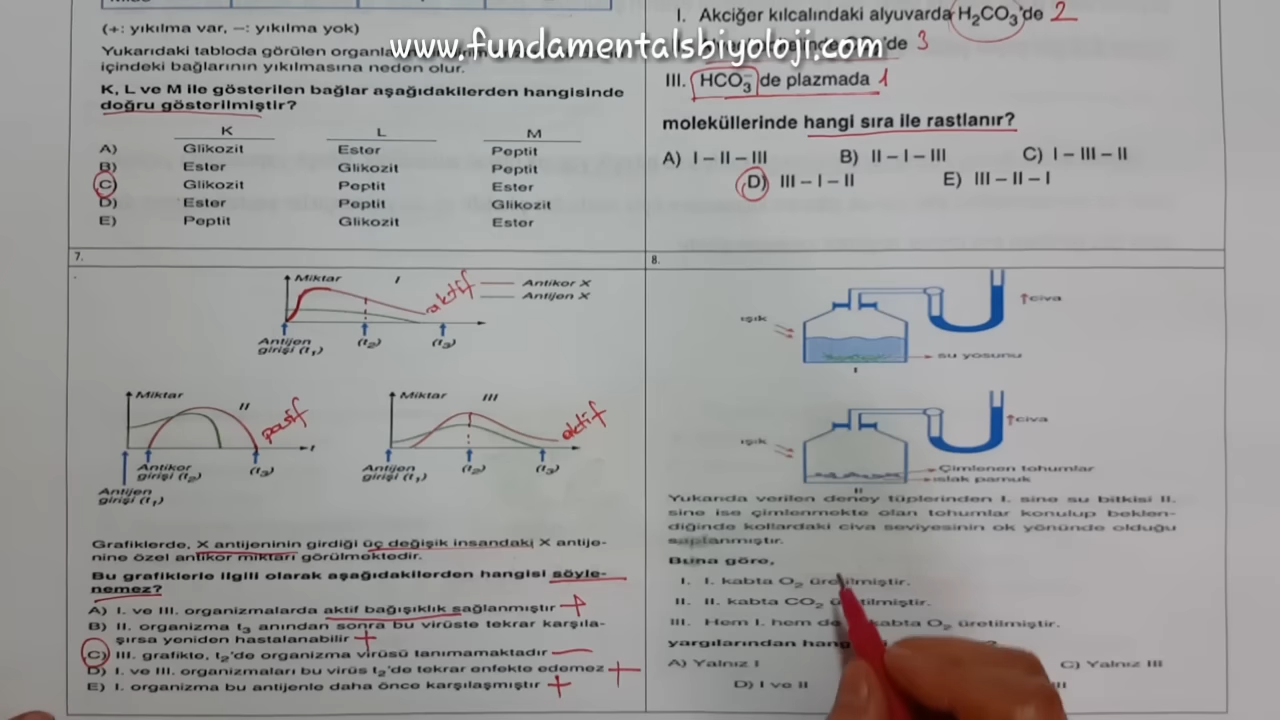 www.fundamentalsbiyoloji.com
(+: yıkılma var, –: yıkılma yok)
Yukarıdaki tabloda görülen
içindeki bağlarının yıkılmasına neden olur.
K, L ve M ile gösterilen bağlar aşağıdakilerden hangisinde
doğru gösterilmiştir?
K L M
A) Glikozit Ester Peptit
B) Ester Glikozit Peptit
C) Glikozit Peptit Ester
D) Ester Peptit Glikozit
E) Peptit Glikozit Ester
I. Akciğer kılcalındaki alyuvarda H2CO3'de 2
'de 3
III. HCO3– de plazmada 1
moleküllerinde hangi sıra ile rastlanır?
A) I – II – III B) II – I – III C) I – III – II
D) III – I – II E) III – II – I
7.
Miktar I
aktif
Antikor X
Antijen X
Antijen girişi (t1) (t2) (t3)
Miktar II
pasif
t
Antikor girişi (t2) (t3)
Antijen girişi (t1)
Miktar III
aktif
Antijen girişi (t1) (t2) (t3)
Grafiklerde, X antijeninin girdiği üç değişik insandaki X antije-
nine özel antikor miktarı görülmektedir.
Bu grafiklerle ilgili olarak aşağıdakilerden hangisi söyle-
nemez?
A) I. ve III. organizmalarda aktif bağışıklık sağlanmıştır +
B) II. organizma t3 anından sonra bu virüste tekrar karşıla-
şırsa yeniden hastalanabilir +
C) III. grafikte, t2'de organizma virüsü tanımamaktadır –
D) I. ve III. organizmaları bu virüs t2'de tekrar enfekte edemez +
E) I. organizma bu antijenle daha önce karşılaşmıştır +
8.
ışık
↑civa
su yosunu
I
ışık
↑civa
Çimlenen tohumlar
ıslak pamuk
II
Yukarıda verilen deney tüplerinden I. sine su bitkisi II.
sine ise çimlenmekte olan tohumlar konulup beklen-
diğinde kollardaki civa seviyesinin ok yönünde olduğu
saptanmıştır.
Buna göre,
I. I. kabta O2 üretilmiştir.
II. II. kabta CO2
III. Hem I. hem kabta O2 üretilmiştir.
yargılarından
A) Yalnız I C) Yalnız III
D) I ve II